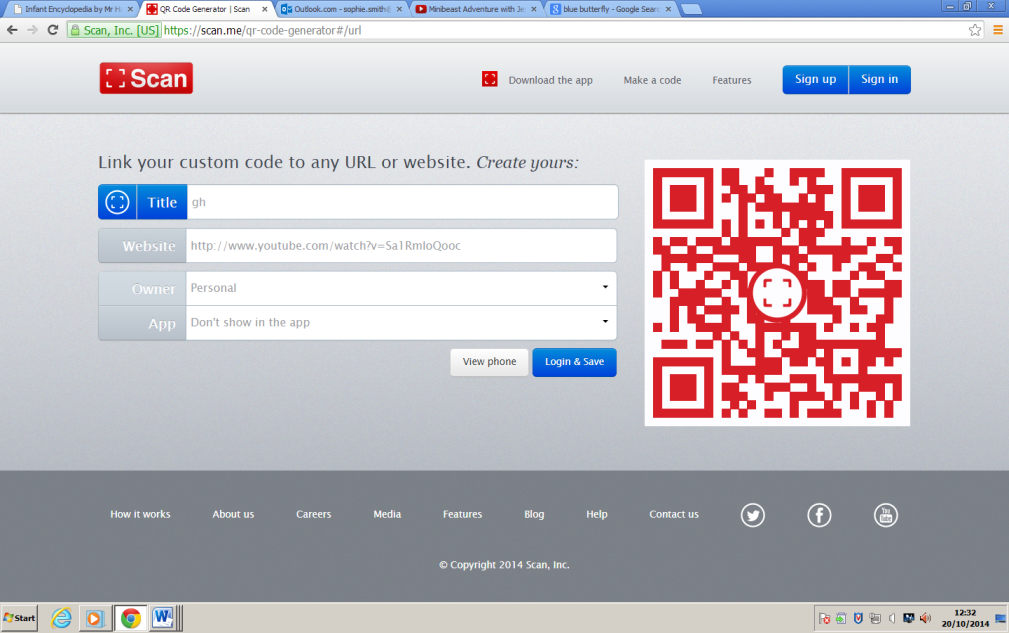 Infant Encyclopedia by Mr H
QR Code Generator | Scan
Outlook.com - sophie.smith
Minibeast Adventure with Je
blue butterfly - Google Sear
Scan, Inc. [US] https://scan.me/qr-code-generator#/url
Scan
Download the app
Make a code
Features
Sign up
Sign in
Link your custom code to any URL or website. Create yours:
Title gh
Website http://www.youtube.com/watch?v=Sa1RmIoQooc
Owner Personal
App Don't show in the app
View phone
Login & Save
How it works
About us
Careers
Media
Features
Blog
Help
Contact us
You Tube
© Copyright 2014 Scan, Inc.
Start
12:32
20/10/2014